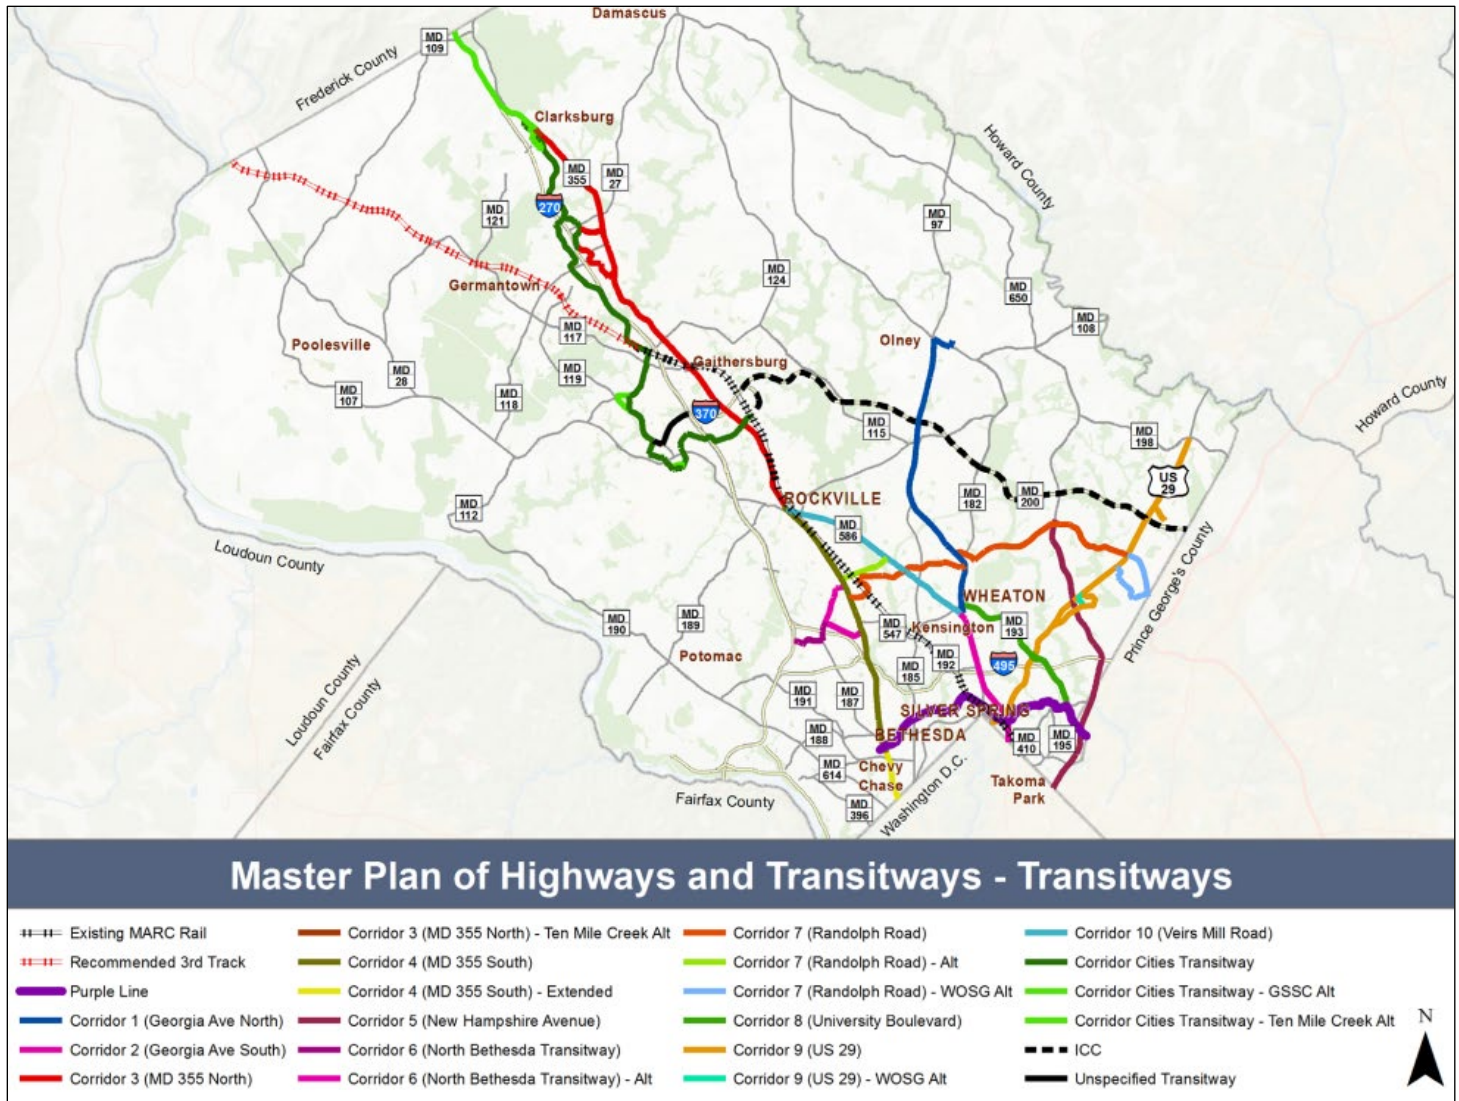 Damascus
MD
109
Frederick County
Clarksburg
Howard County
MD
355
MD
27
270
MD
121
MD
97
MD
124
Germantown
MD
650
MD
108
MD
117
Olney
Poolesville
Gaithersburg
MD
28
MD
119
MD
107
MD
118
370
Howard County
MD
115
MD
198
US
29
ROCKVILLE
MD
182
MD
200
MD
112
MD
586
Loudoun County
Prince George's County
WHEATON
MD
190
MD
189
MD
547
Kensington
MD
193
Potomac
MD
192
495
MD
185
Loudoun County
Fairfax County
MD
191
MD
187
SILVER SPRING
MD
188
BETHESDA
MD
410
MD
195
MD
614
Chevy
Chase
Washington D.C.
Takoma
Park
Fairfax County
MD
396
Master Plan of Highways and Transitways - Transitways
Existing MARC Rail
Recommended 3rd Track
Purple Line
Corridor 1 (Georgia Ave North)
Corridor 2 (Georgia Ave South)
Corridor 3 (MD 355 North)
Corridor 3 (MD 355 North) - Ten Mile Creek Alt
Corridor 4 (MD 355 South)
Corridor 4 (MD 355 South) - Extended
Corridor 5 (New Hampshire Avenue)
Corridor 6 (North Bethesda Transitway)
Corridor 6 (North Bethesda Transitway) - Alt
Corridor 7 (Randolph Road)
Corridor 7 (Randolph Road) - Alt
Corridor 7 (Randolph Road) - WOSG Alt
Corridor 8 (University Boulevard)
Corridor 9 (US 29)
Corridor 9 (US 29) - WOSG Alt
Corridor 10 (Veirs Mill Road)
Corridor Cities Transitway
Corridor Cities Transitway - GSSC Alt
Corridor Cities Transitway - Ten Mile Creek Alt
ICC
Unspecified Transitway
N